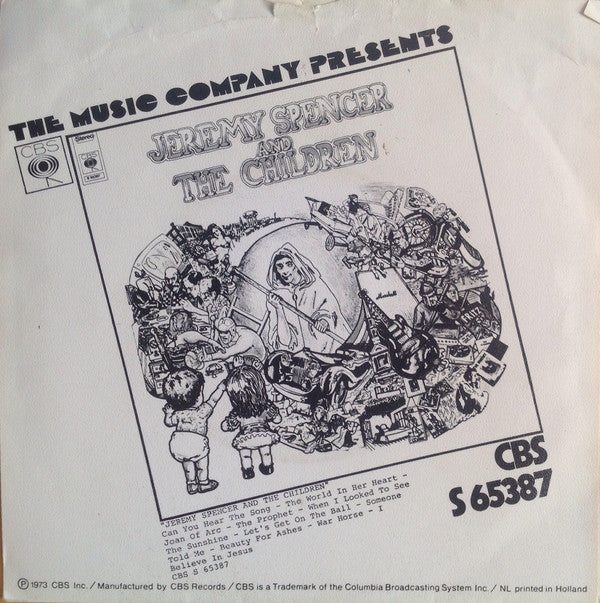 THE MUSIC COMPANY PRESENTS
CBS
Stereo
CBS
JEREMY SPENCER
AND
THE CHILDREN
Marshall
EXIT
CBS
S 65387
"JEREMY SPENCER AND THE CHILDREN"
Can You Hear The Song - The World In Her Heart -
Joan Of Arc - The Prophet - When I Looked To See
The Sunshine - Let's Get On The Ball - Someone
Told Me - Beauty For Ashes - War Horse - I
Believe In Jesus
CBS S 65387
Ⓟ 1973 CBS Inc. / Manufactured by CBS Records / CBS is a Trademark of the Columbia Broadcasting System Inc. / NL printed in Holland